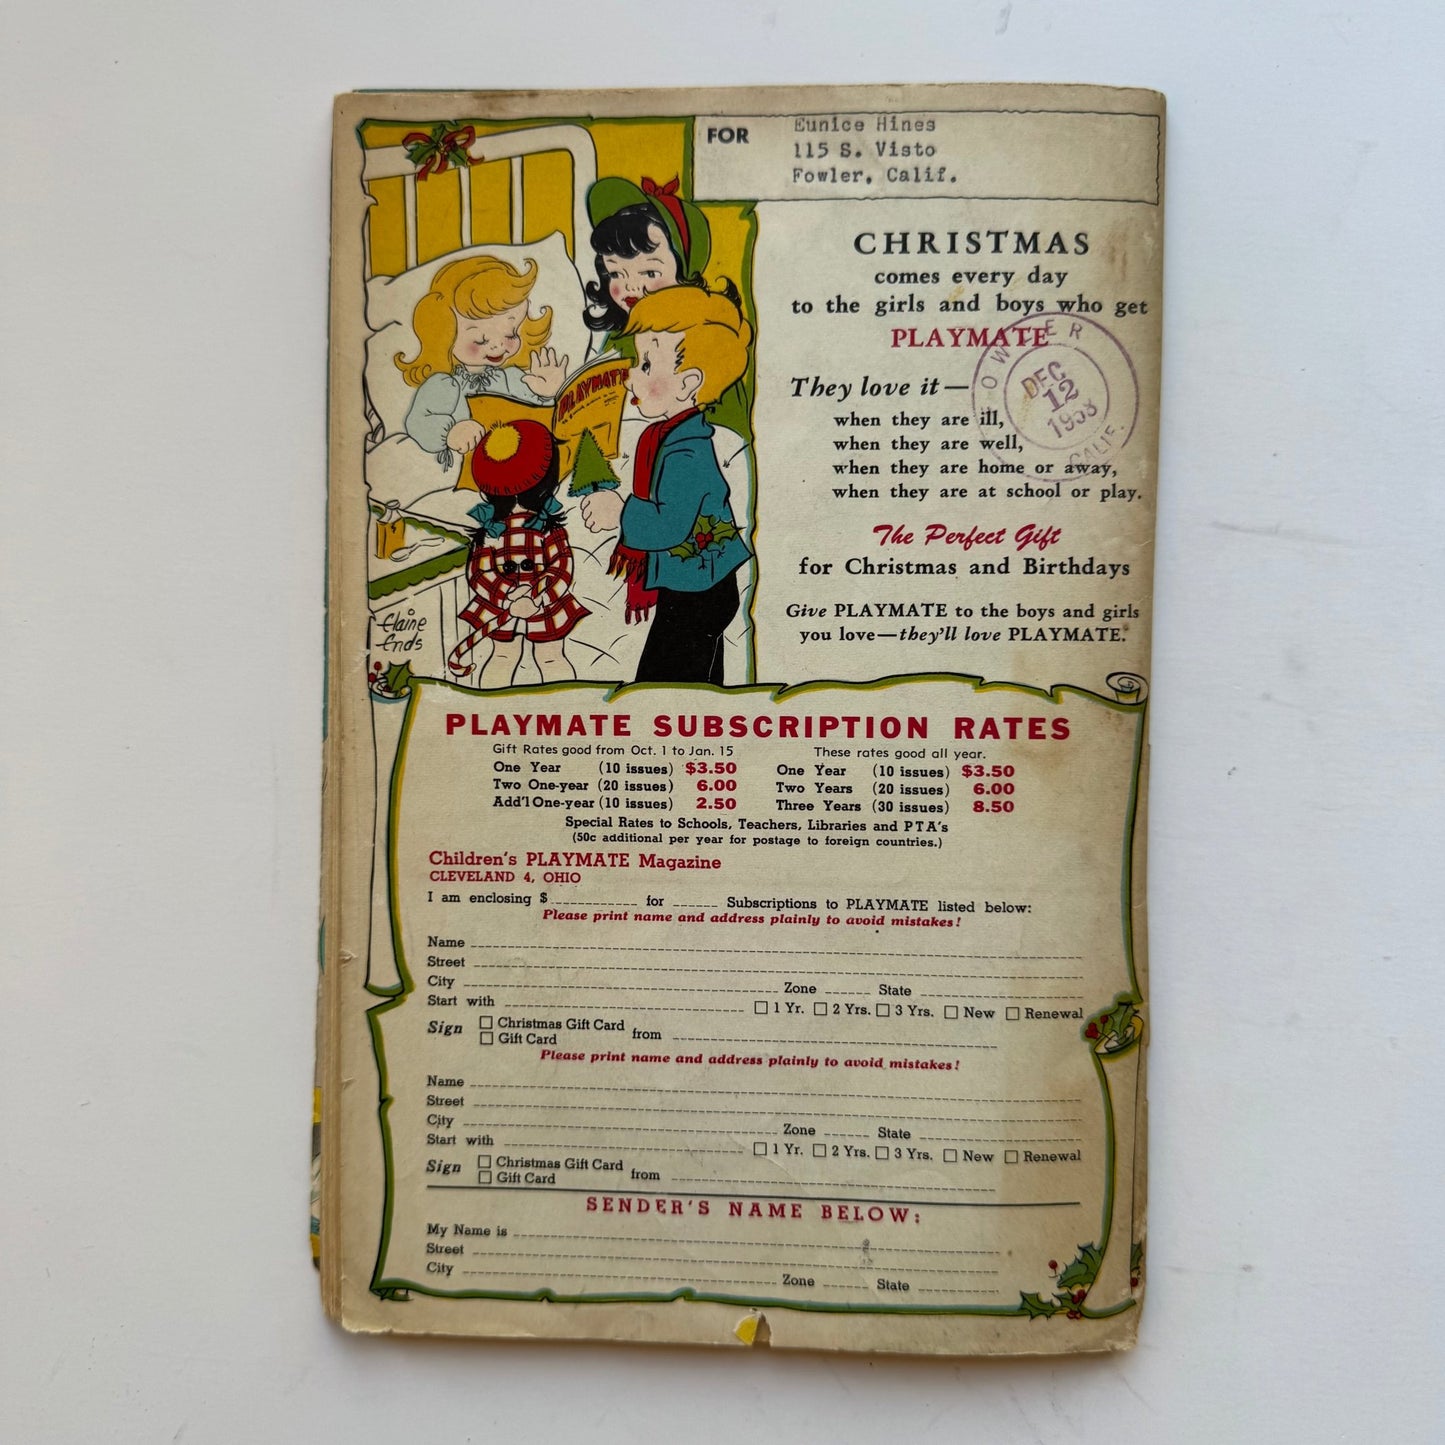 FOR
Eunice Hines
115 S. Visto
Fowler, Calif.
CHRISTMAS
comes every day
to the girls and boys who get
PLAYMATE
OWLER
DEC
12
1953
CALIF.
They love it—
when they are ill,
when they are well,
when they are home or away,
when they are at school or play.
The Perfect Gift
for Christmas and Birthdays
Give PLAYMATE to the boys and girls
you love—they'll love PLAYMATE.
PLAYMATE
Elaine
Ends
PLAYMATE SUBSCRIPTION RATES
Gift Rates good from Oct. 1 to Jan. 15
One Year (10 issues) $3.50
Two One-year (20 issues) 6.00
Add'l One-year (10 issues) 2.50
These rates good all year.
One Year (10 issues) $3.50
Two Years (20 issues) 6.00
Three Years (30 issues) 8.50
Special Rates to Schools, Teachers, Libraries and PTA's
(50c additional per year for postage to foreign countries.)
Children's PLAYMATE Magazine
CLEVELAND 4, OHIO
I am enclosing $ for Subscriptions to PLAYMATE listed below:
Please print name and address plainly to avoid mistakes!
Name
Street
City Zone State
Start with 1 Yr. 2 Yrs. 3 Yrs. New Renewal
Sign Christmas Gift Card from
Gift Card
Please print name and address plainly to avoid mistakes!
Name
Street
City Zone State
Start with 1 Yr. 2 Yrs. 3 Yrs. New Renewal
Sign Christmas Gift Card from
Gift Card
SENDER'S NAME BELOW:
My Name is
Street
City Zone State